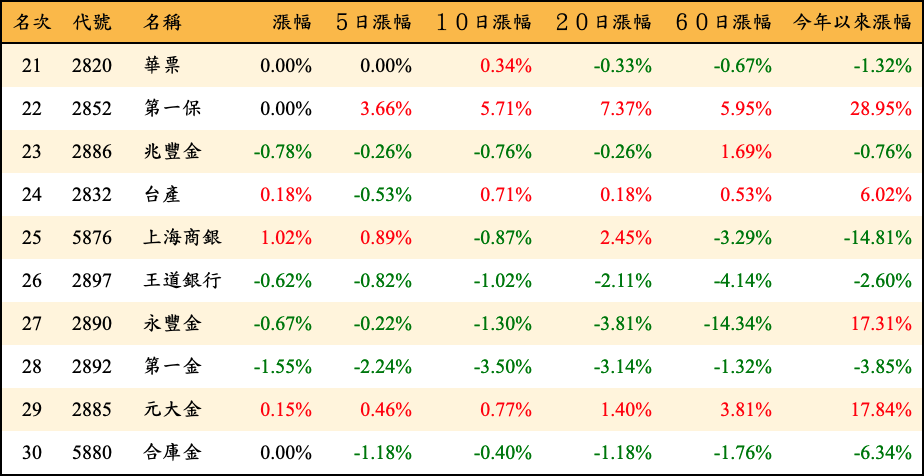 名次 代號 名稱 漲幅 ５日漲幅 １０日漲幅 ２０日漲幅 ６０日漲幅 今年以來漲幅
21 2820 華票 0.00% 0.00% 0.34% -0.33% -0.67% -1.32%
22 2852 第一保 0.00% 3.66% 5.71% 7.37% 5.95% 28.95%
23 2886 兆豐金 -0.78% -0.26% -0.76% -0.26% 1.69% -0.76%
24 2832 台產 0.18% -0.53% 0.71% 0.18% 0.53% 6.02%
25 5876 上海商銀 1.02% 0.89% -0.87% 2.45% -3.29% -14.81%
26 2897 王道銀行 -0.62% -0.82% -1.02% -2.11% -4.14% -2.60%
27 2890 永豐金 -0.67% -0.22% -1.30% -3.81% -14.34% 17.31%
28 2892 第一金 -1.55% -2.24% -3.50% -3.14% -1.32% -3.85%
29 2885 元大金 0.15% 0.46% 0.77% 1.40% 3.81% 17.84%
30 5880 合庫金 0.00% -1.18% -0.40% -1.18% -1.76% -6.34%